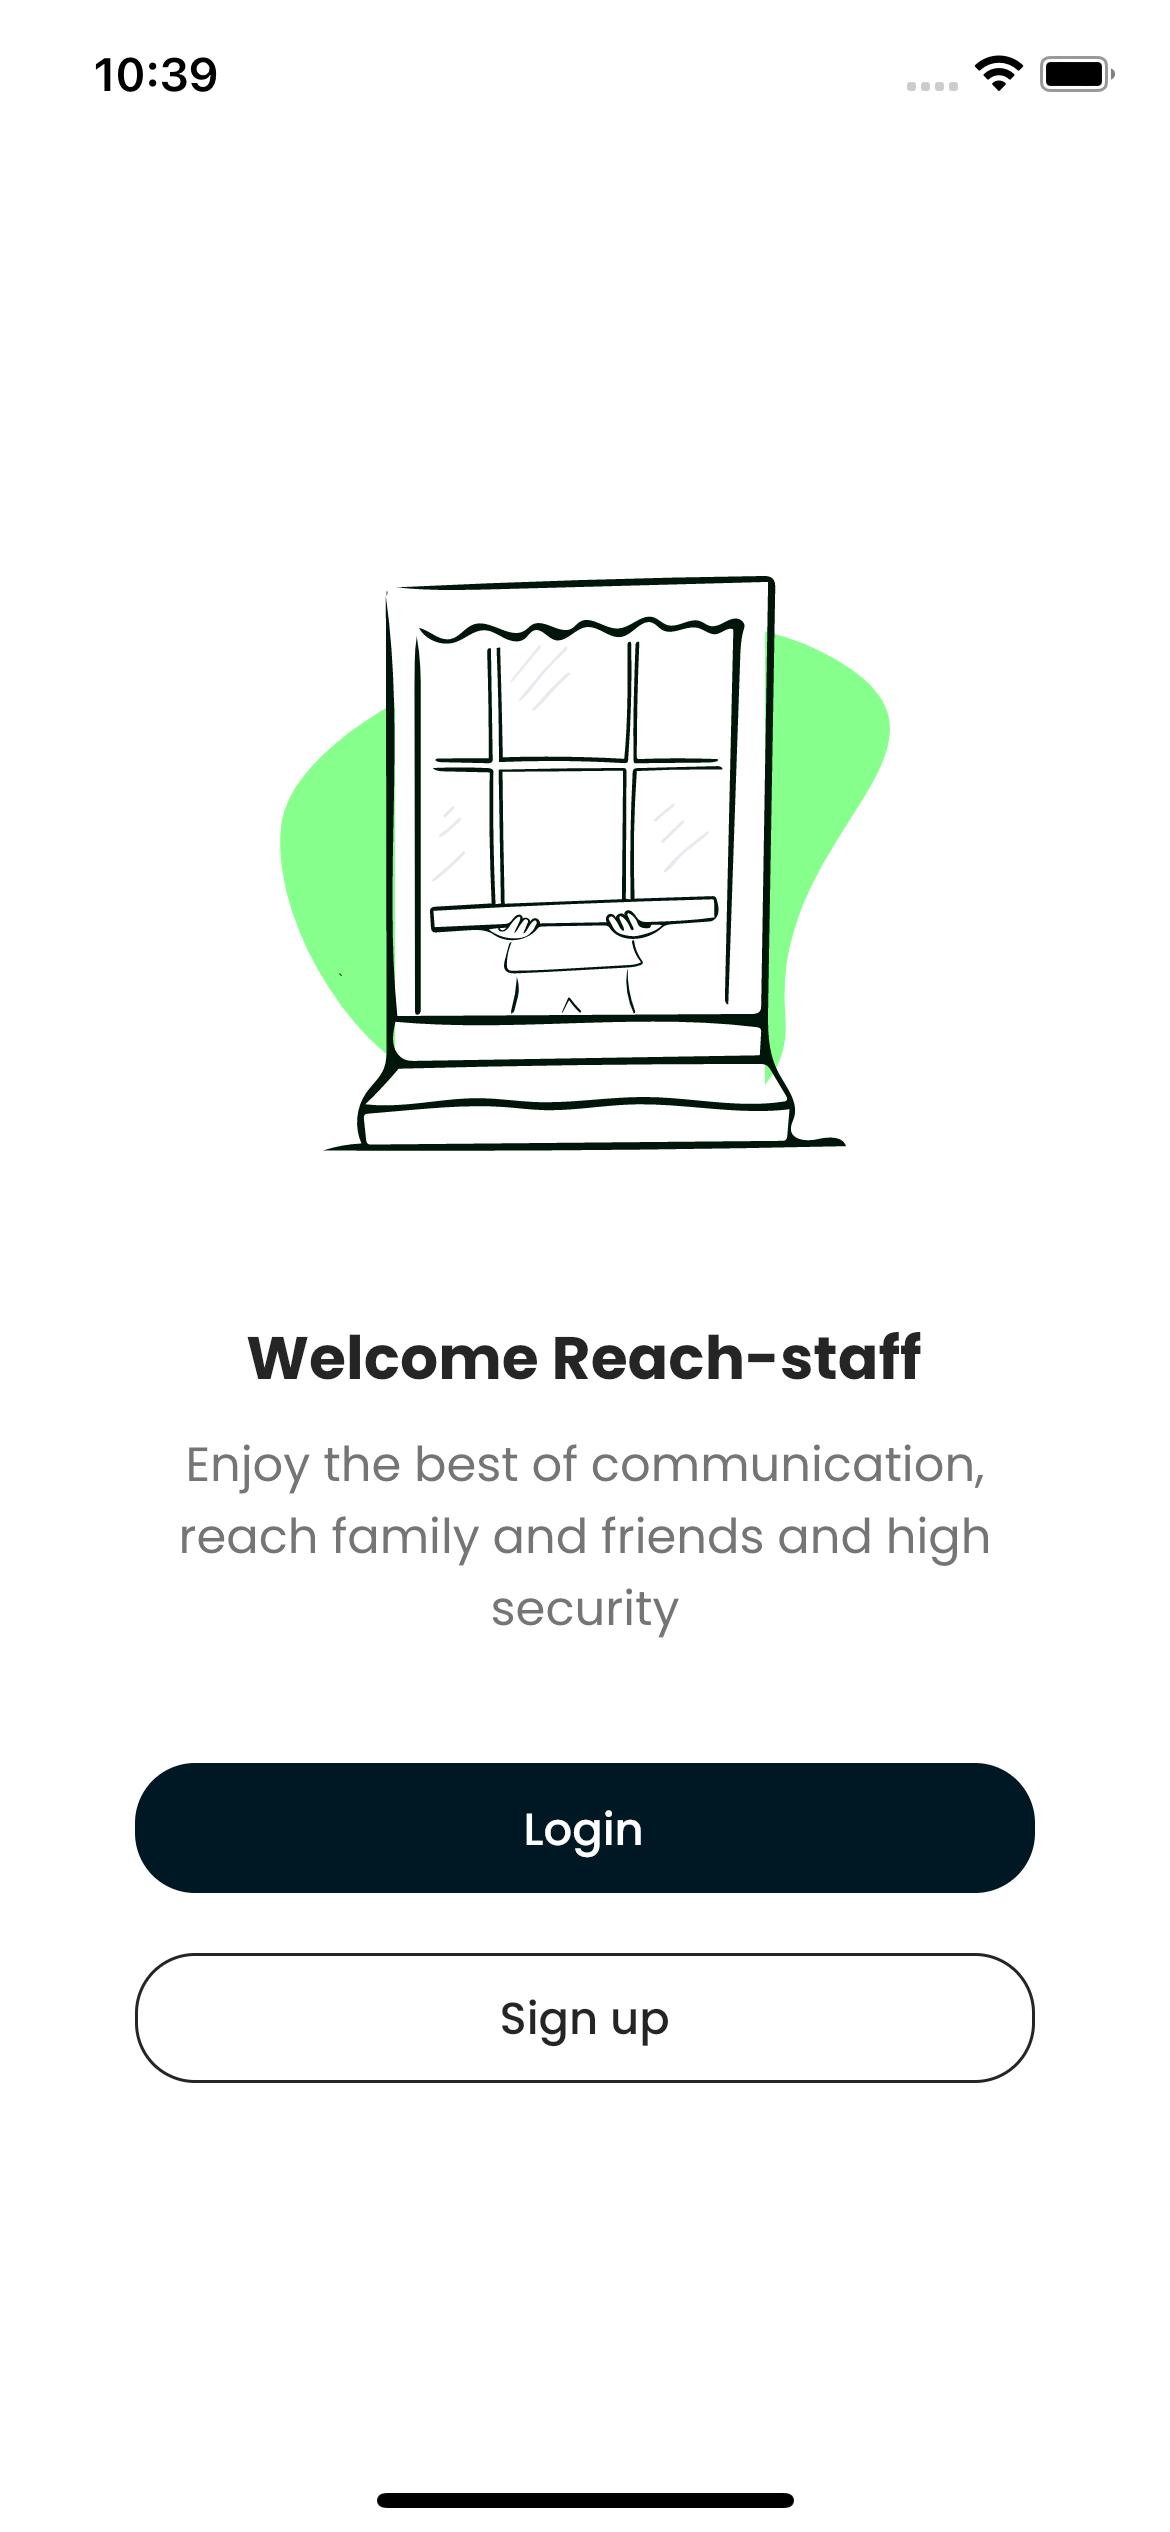 10:39
Welcome Reach-staff
Enjoy the best of communication,
reach family and friends and high
security
Login
Sign up